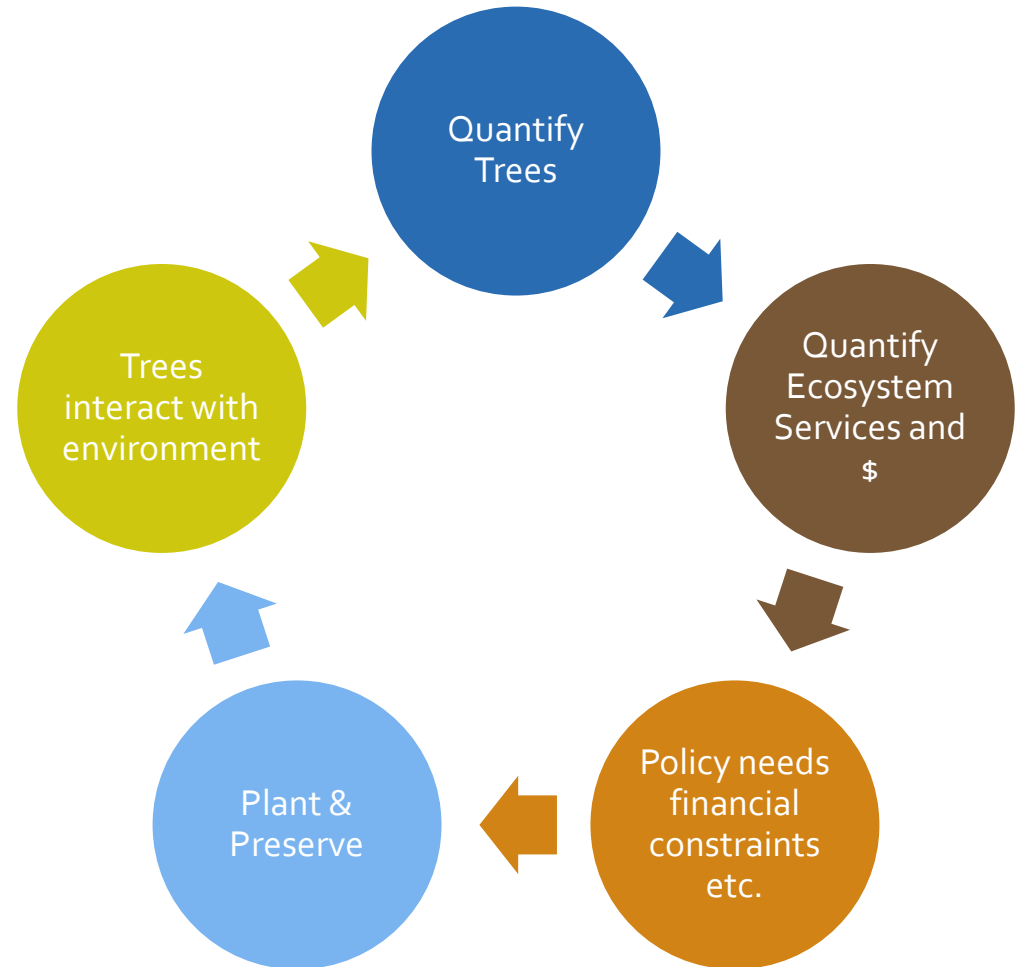 Quantify
Trees
Quantify
Ecosystem
Services and
$
Policy needs
financial
constraints
etc.
Plant &
Preserve
Trees
interact with
environment